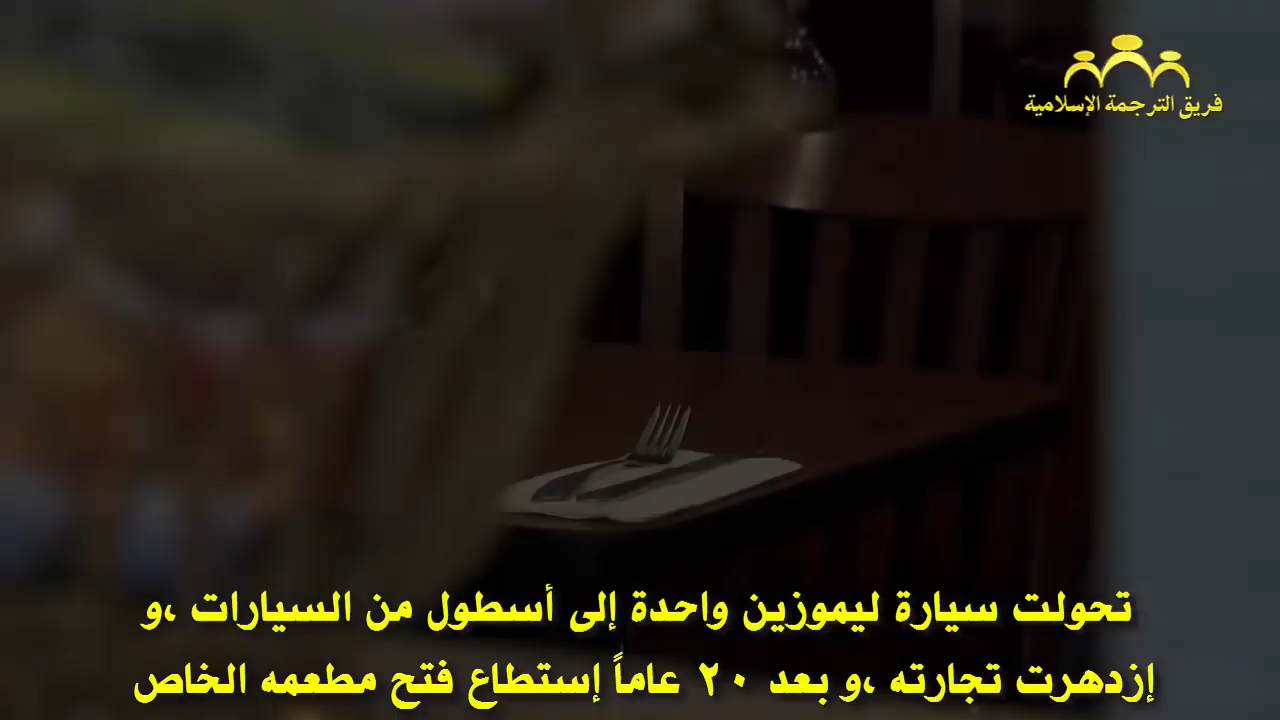 فريق الترجمة الإسلامية
تحولت سيارة ليموزين واحدة إلى أسطول من السيارات ،و
إزدهرت تجارته ،و بعد ٢٠ عاماً إستطاع فتح مطعمه الخاص